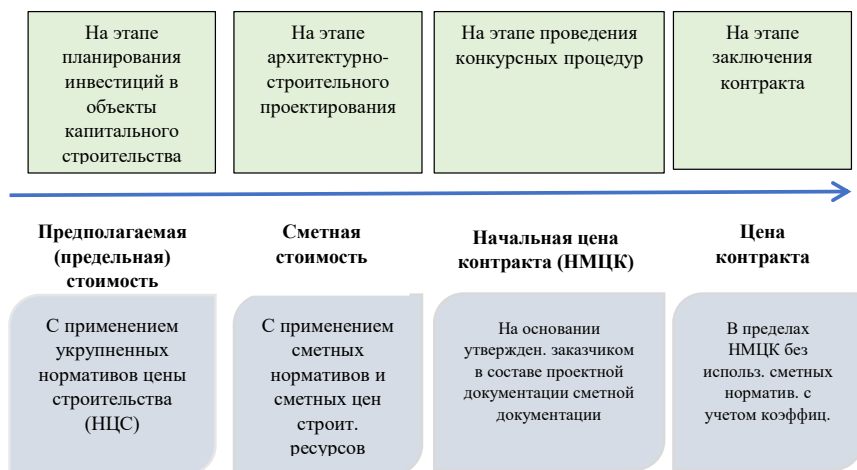 На этапе
планирования
инвестиций в
объекты
капитального
строительства
На этапе
архитектурно-
строительного
проектирования
На этапе проведения
конкурсных процедур
На этапе
заключения
контракта
Предполагаемая
(предельная)
стоимость
Сметная
стоимость
Начальная цена
контракта (НМЦК)
Цена
контракта
С применением
укрупненных
нормативов цены
строительства
(НЦС)
С применением
сметных
нормативов и
сметных цен
строит.
ресурсов
На основании
утвержден. заказчиком
в составе проектной
документации сметной
документации
В пределах
НМЦК без
использ. сметных
норматив. с
учетом коэффиц.